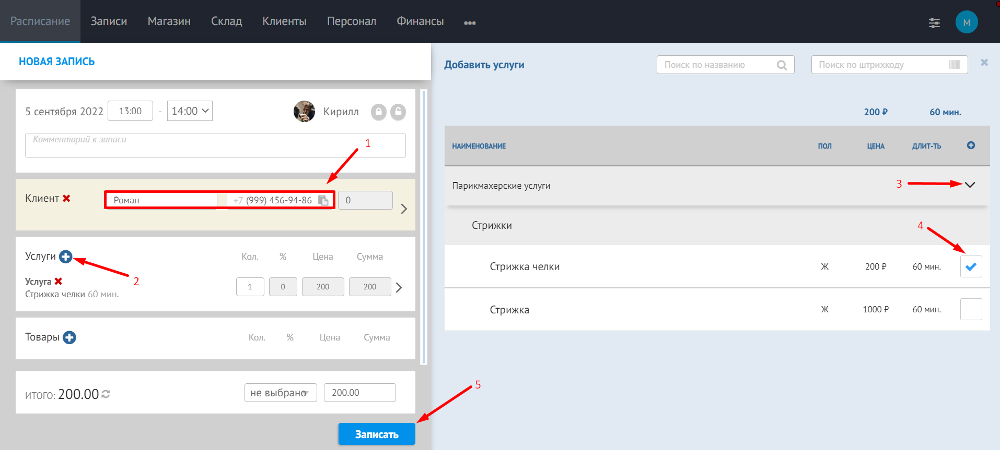 Расписание Записи Магазин Склад Клиенты Персонал Финансы ••• М
НОВАЯ ЗАПИСЬ
5 сентября 2022 13:00 - 14:00 Кирилл
Комментарий к записи
1
Клиент Роман +7 (999) 456-94-86 0
Услуги Кол. % Цена Сумма
2
Услуга 1 0 200 200
Стрижка челки 60 мин.
Товары Кол. % Цена Сумма
ИТОГО: 200.00 не выбрано 200.00
5
Записать
Добавить услуги Поиск по названию Поиск по штрихкоду
200 ₽ 60 мин.
НАИМЕНОВАНИЕ ПОЛ ЦЕНА ДЛИТ-ТЬ
Парикмахерские услуги 3
Стрижки 4
Стрижка челки Ж 200 ₽ 60 мин.
Стрижка Ж 1000 ₽ 60 мин.